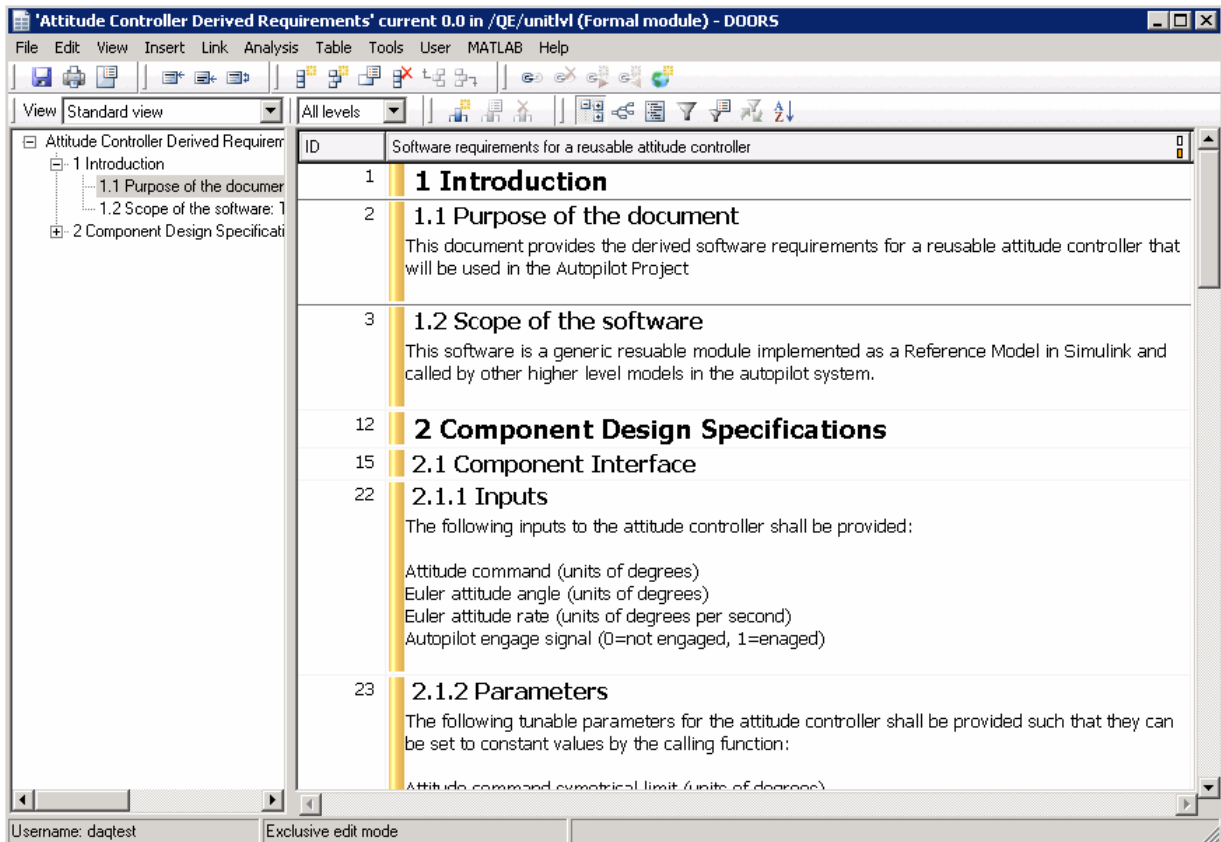 'Attitude Controller Derived Requirements' current 0.0 in /QE/unitlvl (Formal module) - DOORS
File Edit View Insert Link Analysis Table Tools User MATLAB Help
View Standard view All levels
Attitude Controller Derived Requirem
1 Introduction
1.1 Purpose of the documen
1.2 Scope of the software: T
2 Component Design Specificati
ID Software requirements for a reusable attitude controller
1 1 Introduction
2 1.1 Purpose of the document
This document provides the derived software requirements for a reusable attitude controller that
will be used in the Autopilot Project
3 1.2 Scope of the software
This software is a generic resuable module implemented as a Reference Model in Simulink and
called by other higher level models in the autopilot system.
12 2 Component Design Specifications
15 2.1 Component Interface
22 2.1.1 Inputs
The following inputs to the attitude controller shall be provided:
Attitude command (units of degrees)
Euler attitude angle (units of degrees)
Euler attitude rate (units of degrees per second)
Autopilot engage signal (0=not engaged, 1=enaged)
23 2.1.2 Parameters
The following tunable parameters for the attitude controller shall be provided such that they can
be set to constant values by the calling function:
Attitude command symetrical limit (units of degrees)
Username: daqtest Exclusive edit mode